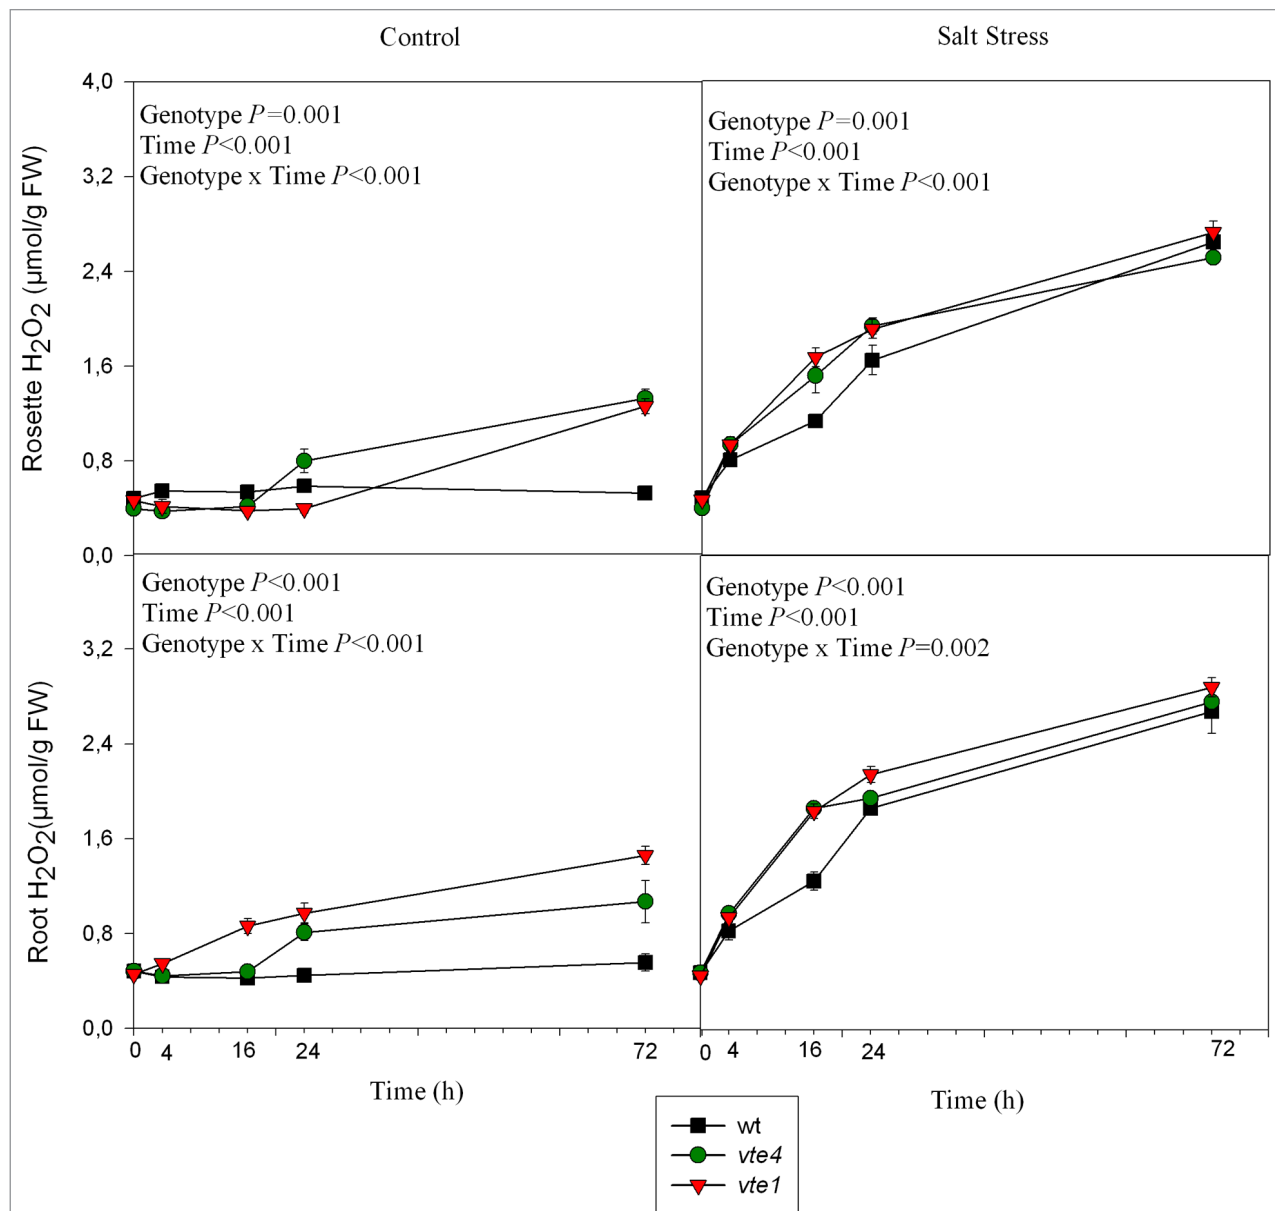 Control
Salt Stress
Rosette H2O2 (µmol/g FW)
4,0
3,2
2,4
1,6
0,8
0,0
Genotype P=0.001
Time P<0.001
Genotype x Time P<0.001
Genotype P=0.001
Time P<0.001
Genotype x Time P<0.001
Root H2O2(µmol/g FW)
3,2
2,4
1,6
0,8
0,0
Genotype P<0.001
Time P<0.001
Genotype x Time P<0.001
Genotype P<0.001
Time P<0.001
Genotype x Time P=0.002
0 4 16 24 72
0 4 16 24 72
Time (h)
Time (h)
wt
vte4
vte1